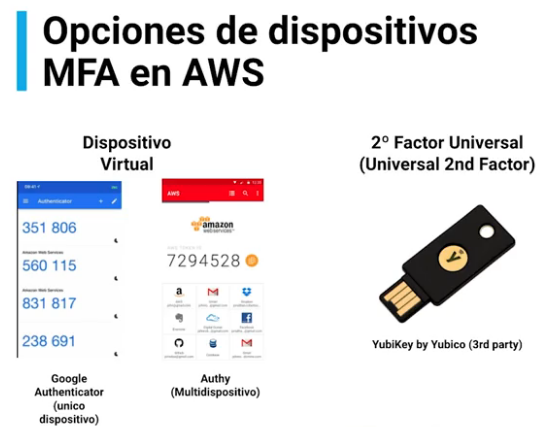 Opciones de dispositivos
MFA en AWS
Dispositivo
Virtual
2º Factor Universal
(Universal 2nd Factor)
Authenticator
351 806
Amazon Web Services
560 115
Amazon Web Services
831 817
238 691
AWS
amazon
web services
7294528
Google
Authenticator
(unico
dispositivo)
Authy
(Multidispositivo)
YubiKey by Yubico (3rd party)